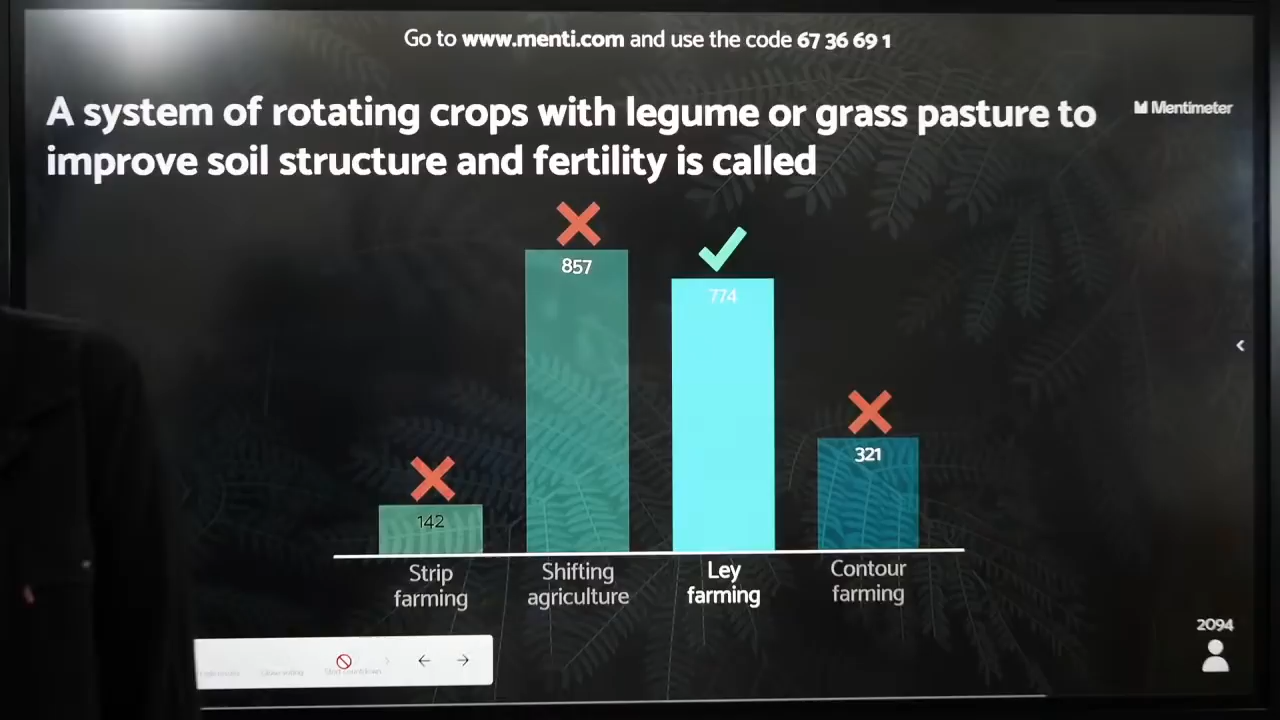 Go to www.menti.com and use the code 67 36 69 1
A system of rotating crops with legume or grass pasture to
improve soil structure and fertility is called
Mentimeter
857
774
321
142
Strip
farming
Shifting
agriculture
Ley
farming
Contour
farming
2094